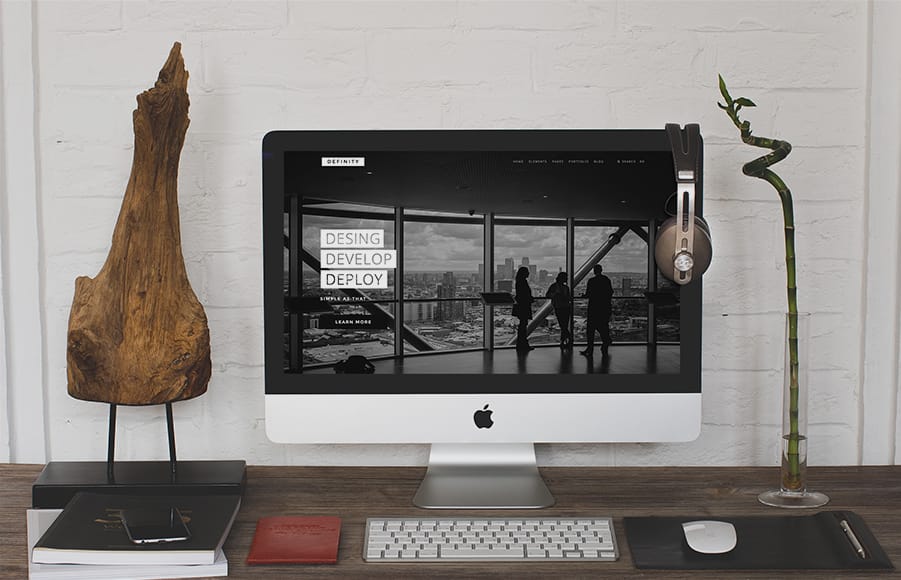 DEFINITY
HOME ELEMENTS PAGES PORTFOLIO BLOG SEARCH
DESING
DEVELOP
DEPLOY
SIMPLE AS THAT
LEARN MORE